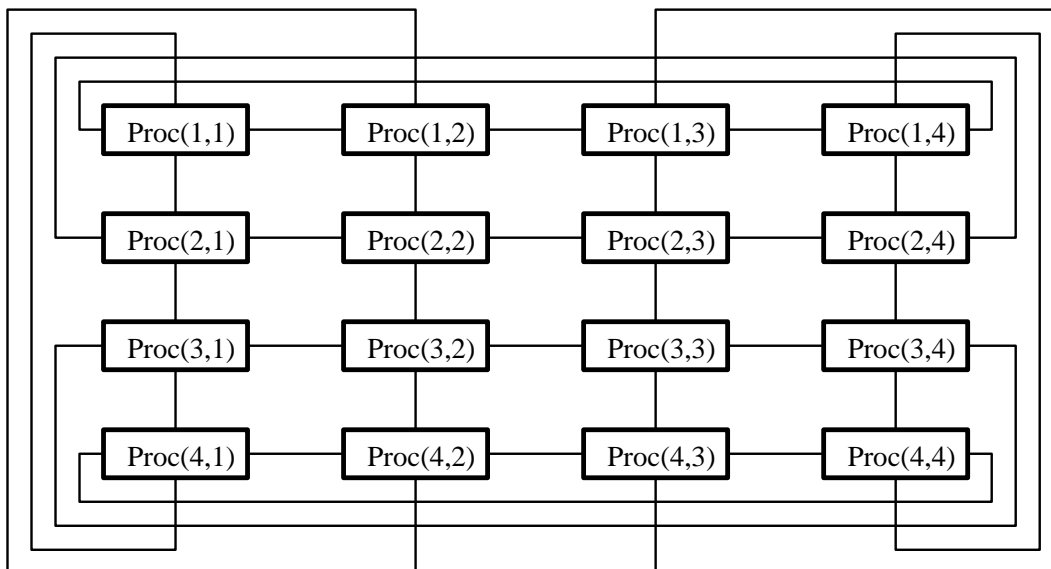 Proc(1,1) Proc(1,2) Proc(1,3) Proc(1,4)
Proc(2,1) Proc(2,2) Proc(2,3) Proc(2,4)
Proc(3,1) Proc(3,2) Proc(3,3) Proc(3,4)
Proc(4,1) Proc(4,2) Proc(4,3) Proc(4,4)